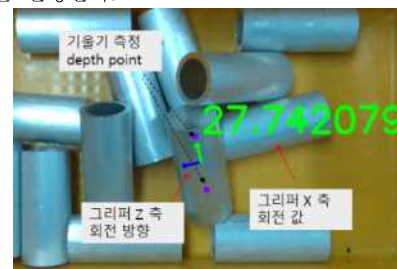 기울기 측정
depth point
27.742079
1
그리퍼 Z 축
회전 방향
그리퍼 X 축
회전 값